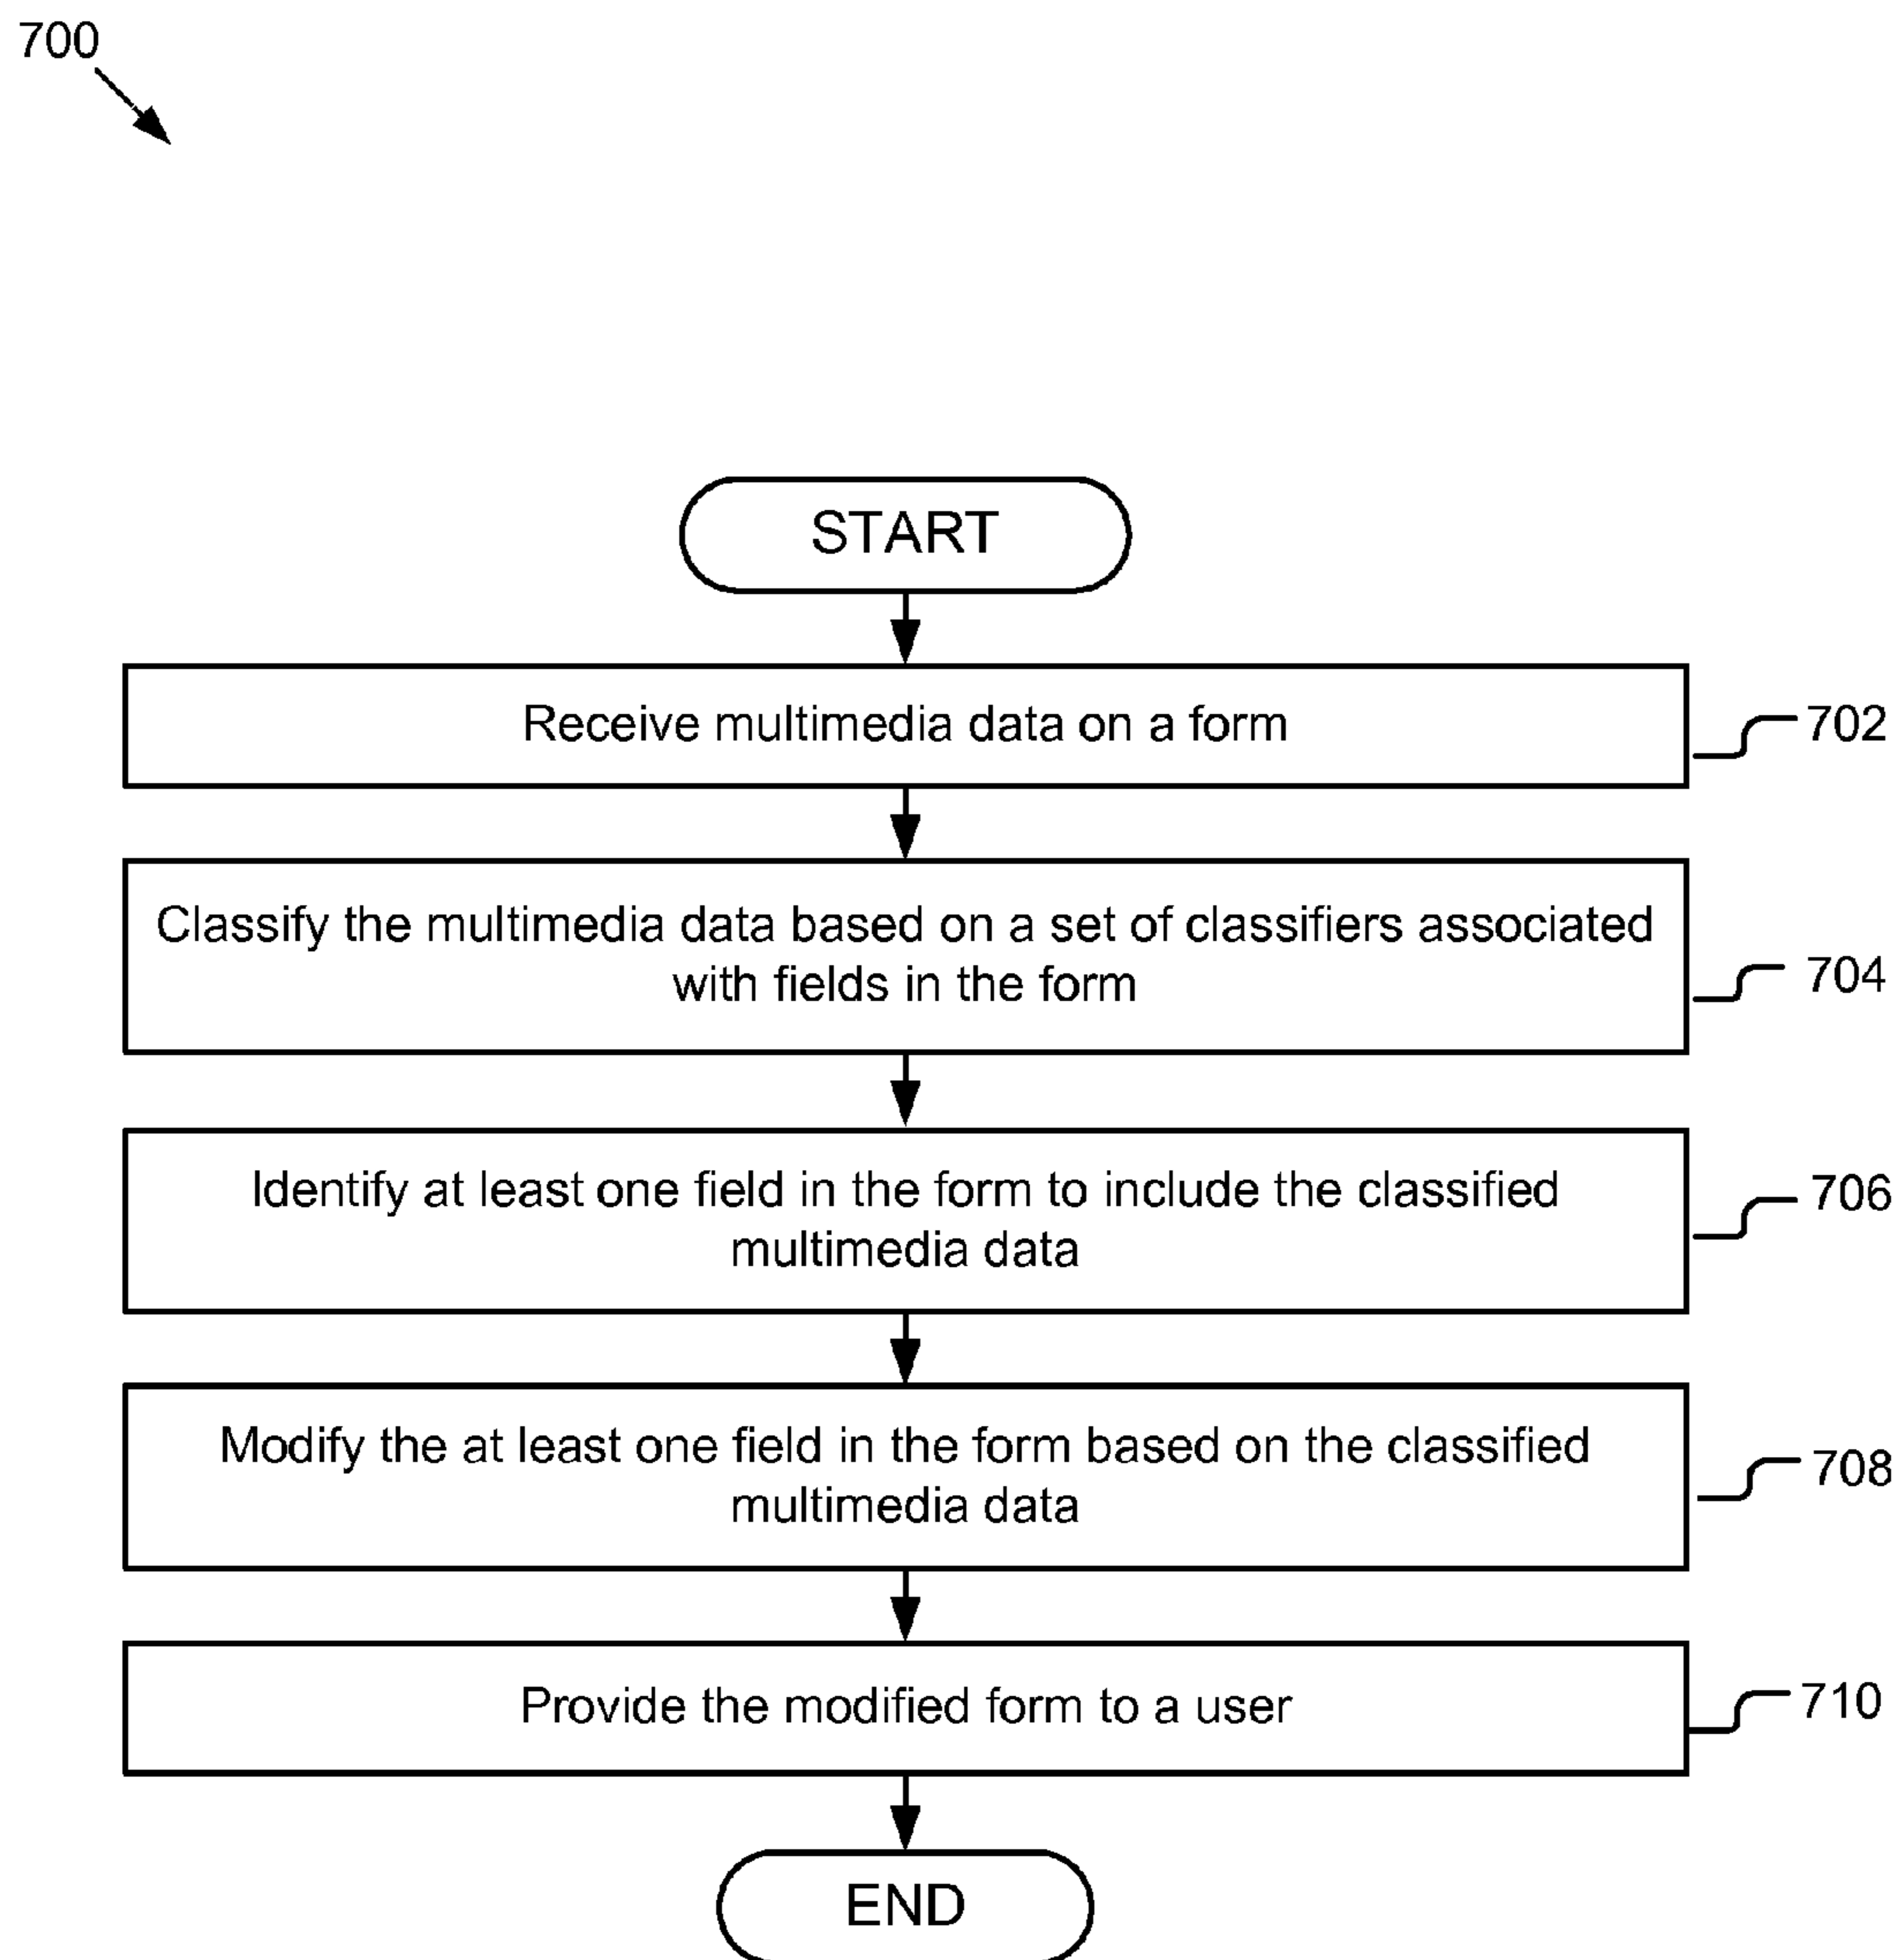 700
START
Receive multimedia data on a form
702
Classify the multimedia data based on a set of classifiers associated
with fields in the form
704
Identify at least one field in the form to include the classified
multimedia data
706
Modify the at least one field in the form based on the classified
multimedia data
708
Provide the modified form to a user
710
END